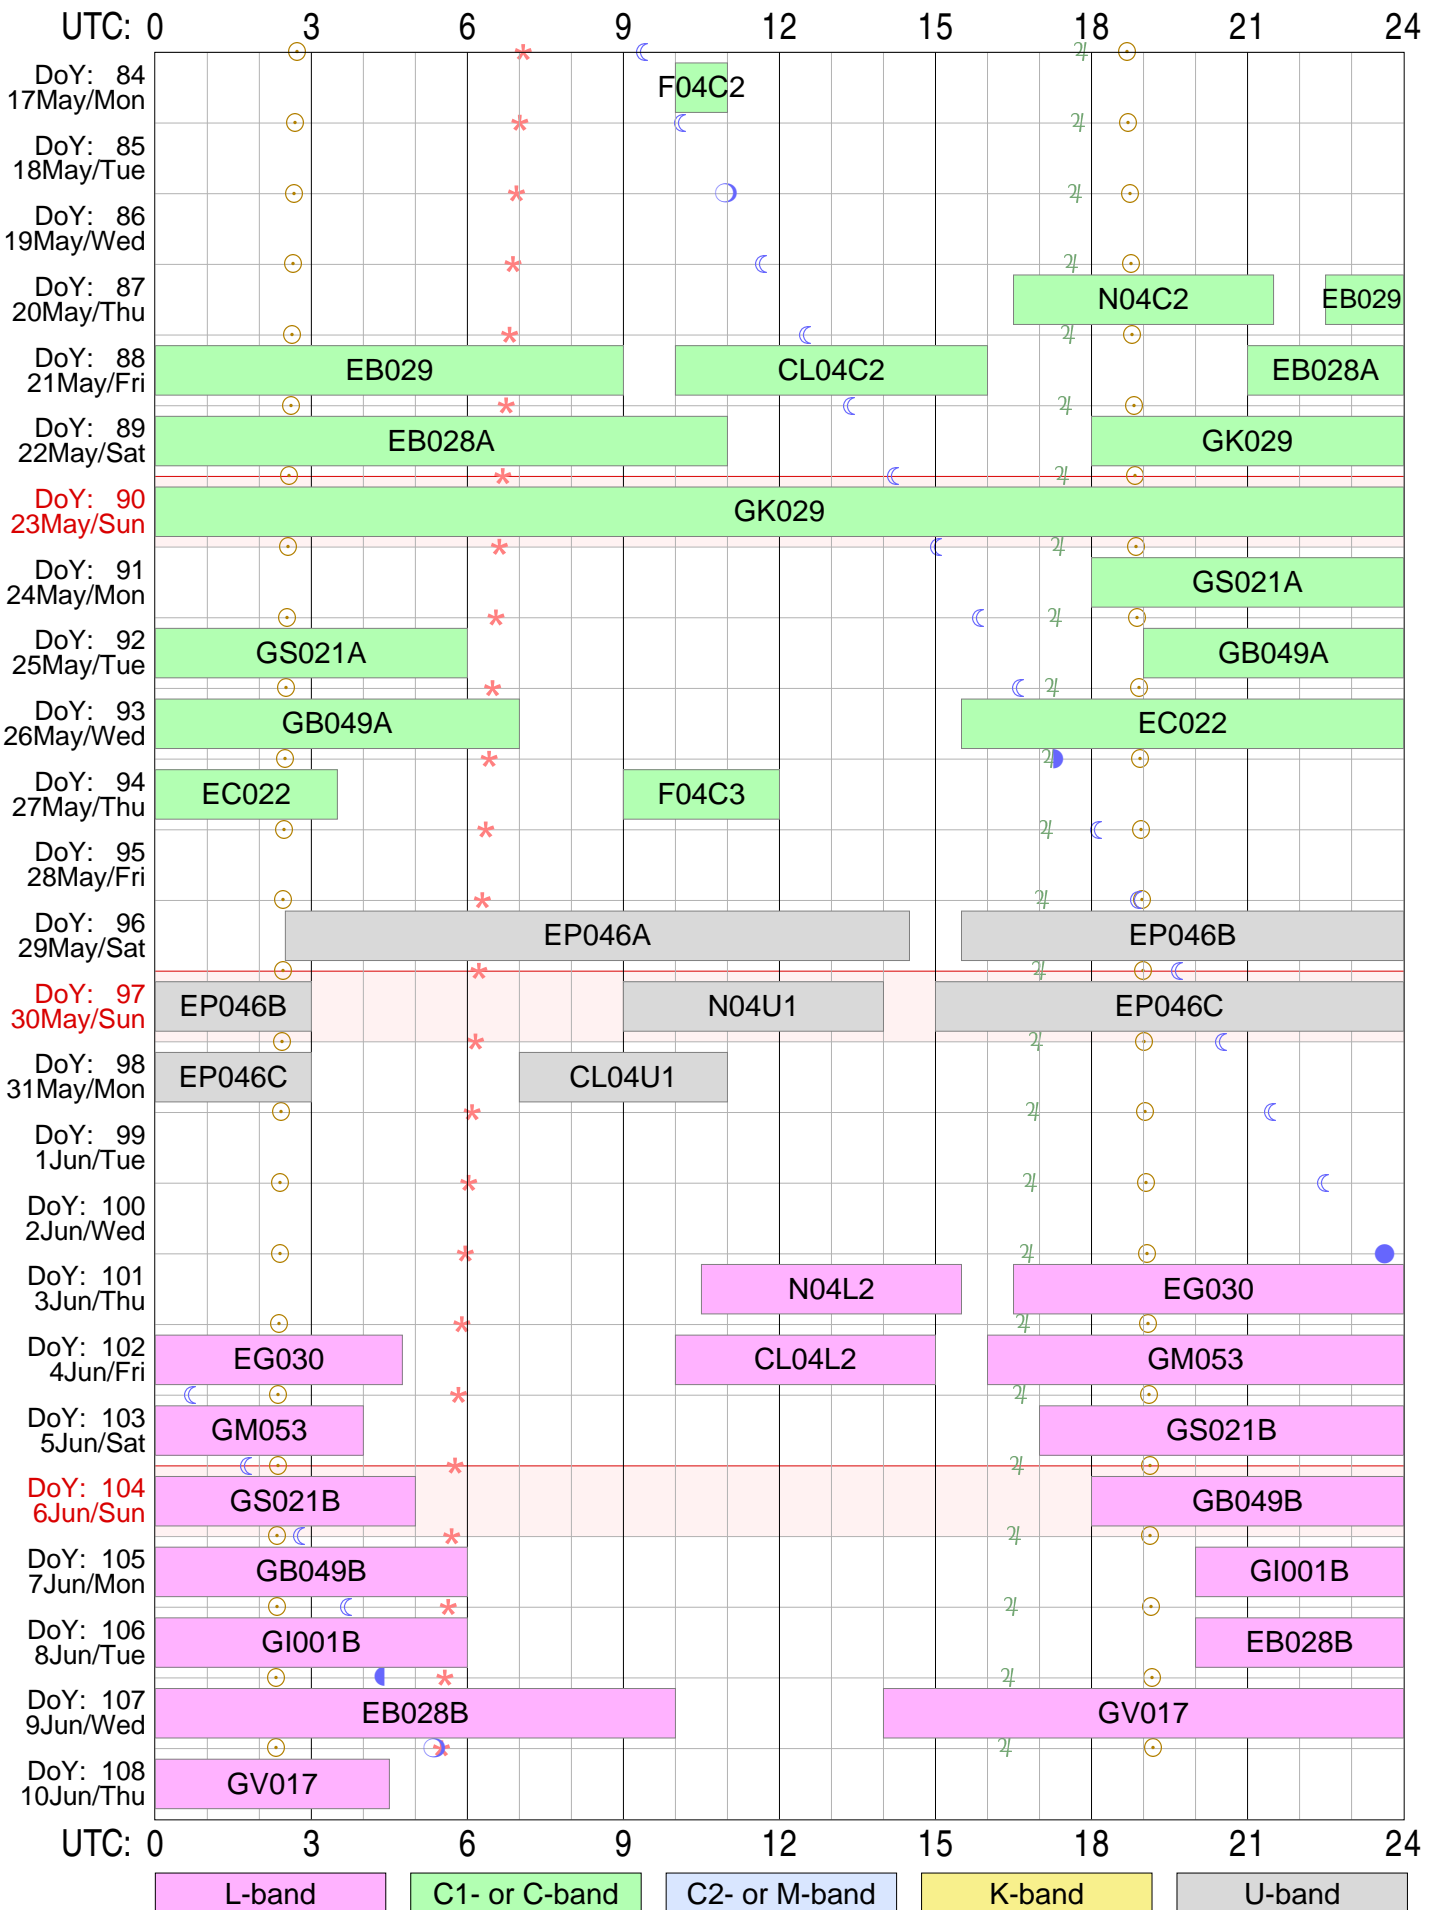 UTC: 0 3 6 9 12 15 18 21 24
DoY: 84
17May/Mon
F04C2
DoY: 85
18May/Tue
DoY: 86
19May/Wed
DoY: 87
20May/Thu
N04C2 EB029
DoY: 88
21May/Fri
EB029 CL04C2 EB028A
DoY: 89
22May/Sat
EB028A GK029
DoY: 90
23May/Sun
GK029
DoY: 91
24May/Mon
GS021A
DoY: 92
25May/Tue
GS021A GB049A
DoY: 93
26May/Wed
GB049A EC022
DoY: 94
27May/Thu
EC022 F04C3
DoY: 95
28May/Fri
DoY: 96
29May/Sat
EP046A EP046B
DoY: 97
30May/Sun
EP046B N04U1 EP046C
DoY: 98
31May/Mon
EP046C CL04U1
DoY: 99
1Jun/Tue
DoY: 100
2Jun/Wed
DoY: 101
3Jun/Thu
N04L2 EG030
DoY: 102
4Jun/Fri
EG030 CL04L2 GM053
DoY: 103
5Jun/Sat
GM053 GS021B
DoY: 104
6Jun/Sun
GS021B GB049B
DoY: 105
7Jun/Mon
GB049B GI001B
DoY: 106
8Jun/Tue
GI001B EB028B
DoY: 107
9Jun/Wed
EB028B GV017
DoY: 108
10Jun/Thu
GV017
UTC: 0 3 6 9 12 15 18 21 24
L-band C1- or C-band C2- or M-band K-band U-band